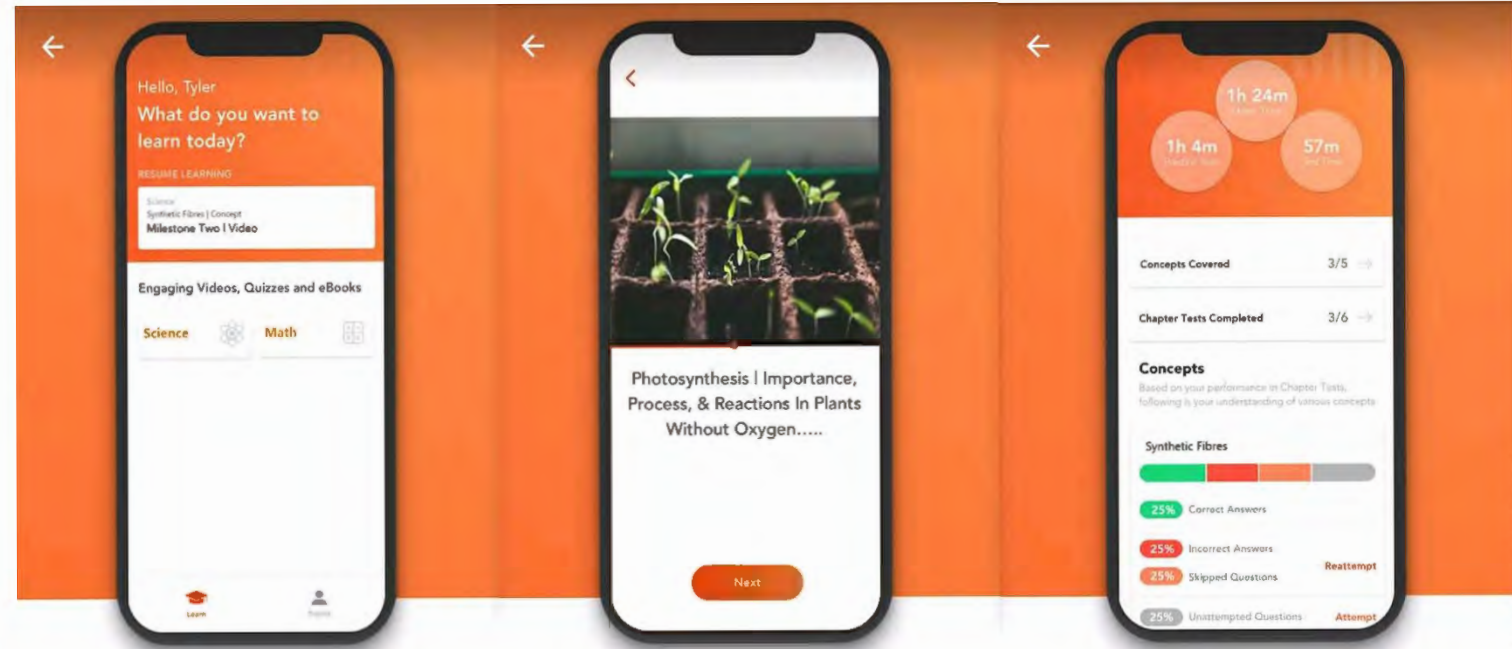 Hello, Tyler
What do you want to
learn today?
RESUME LEARNING
Science
Synthetic Fibres | Concept
Milestone Two | Video
Engaging Videos, Quizzes and eBooks
Science
Math
Learn
Photosynthesis | Importance,
Process, & Reactions In Plants
Without Oxygen.....
Next
1h 24m
1h 4m
57m
Concepts Covered 3/5
Chapter Tests Completed 3/6
Concepts
Based on your performance in Chapter Tests,
following is your understanding of various concepts
Synthetic Fibres
25% Correct Answers
25% Incorrect Answers
Reattempt
25% Skipped Questions
25% Unattempted Questions Attempt